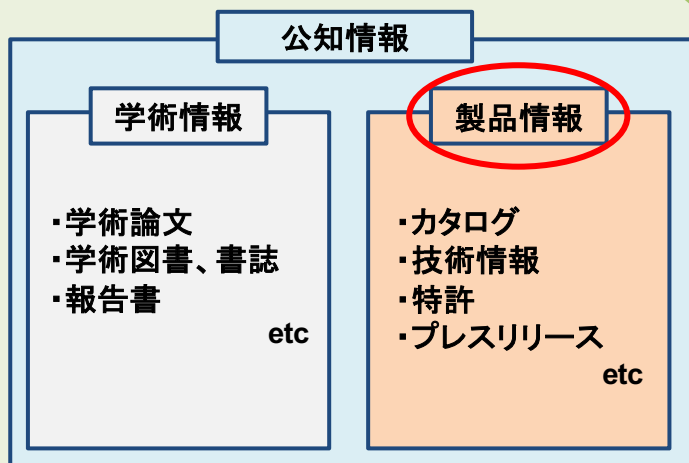 公知情報
学術情報
・学術論文
・学術図書、書誌
・報告書
etc
製品情報
・カタログ
・技術情報
・特許
・プレスリリース
etc